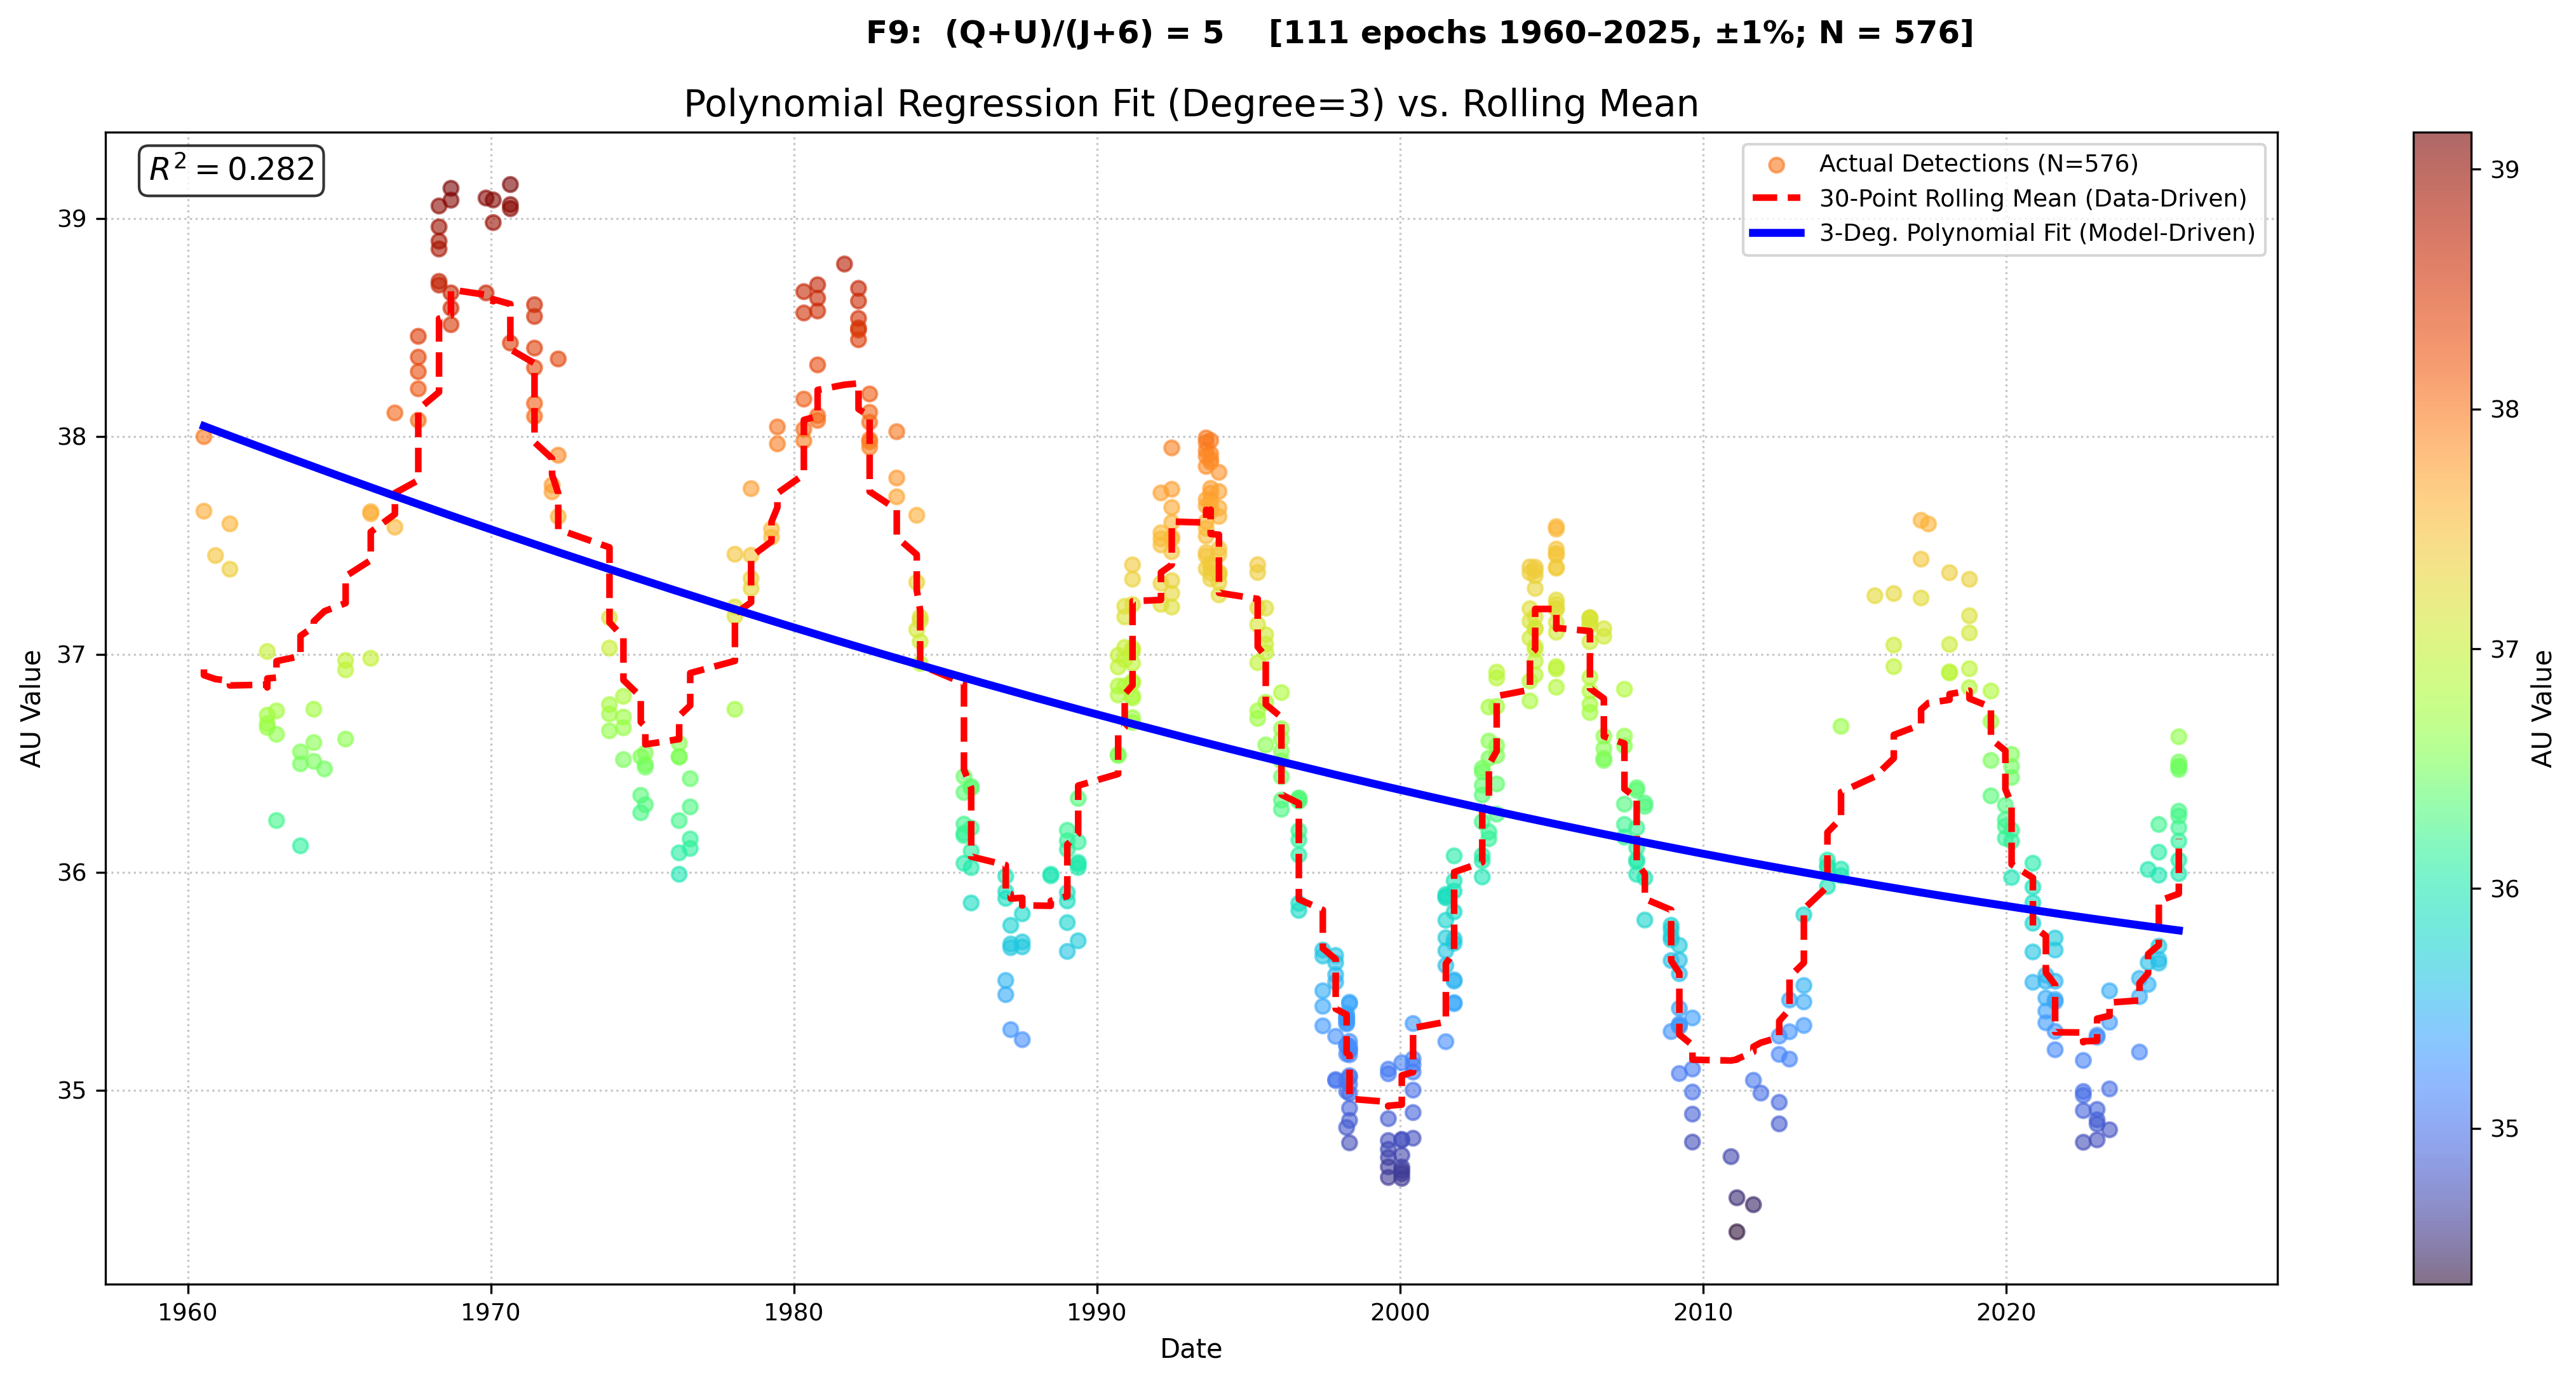 F9:  (Q+U)/(J+6) = 5    [111 epochs 1960–2025, ±1%; N = 576]
Polynomial Regression Fit (Degree=3) vs. Rolling Mean
R² = 0.282
Actual Detections (N=576)
30-Point Rolling Mean (Data-Driven)
3-Deg. Polynomial Fit (Model-Driven)
AU Value
39
38
37
36
35
1960
1970
1980
1990
2000
2010
2020
Date
39
38
37
36
35
AU Value